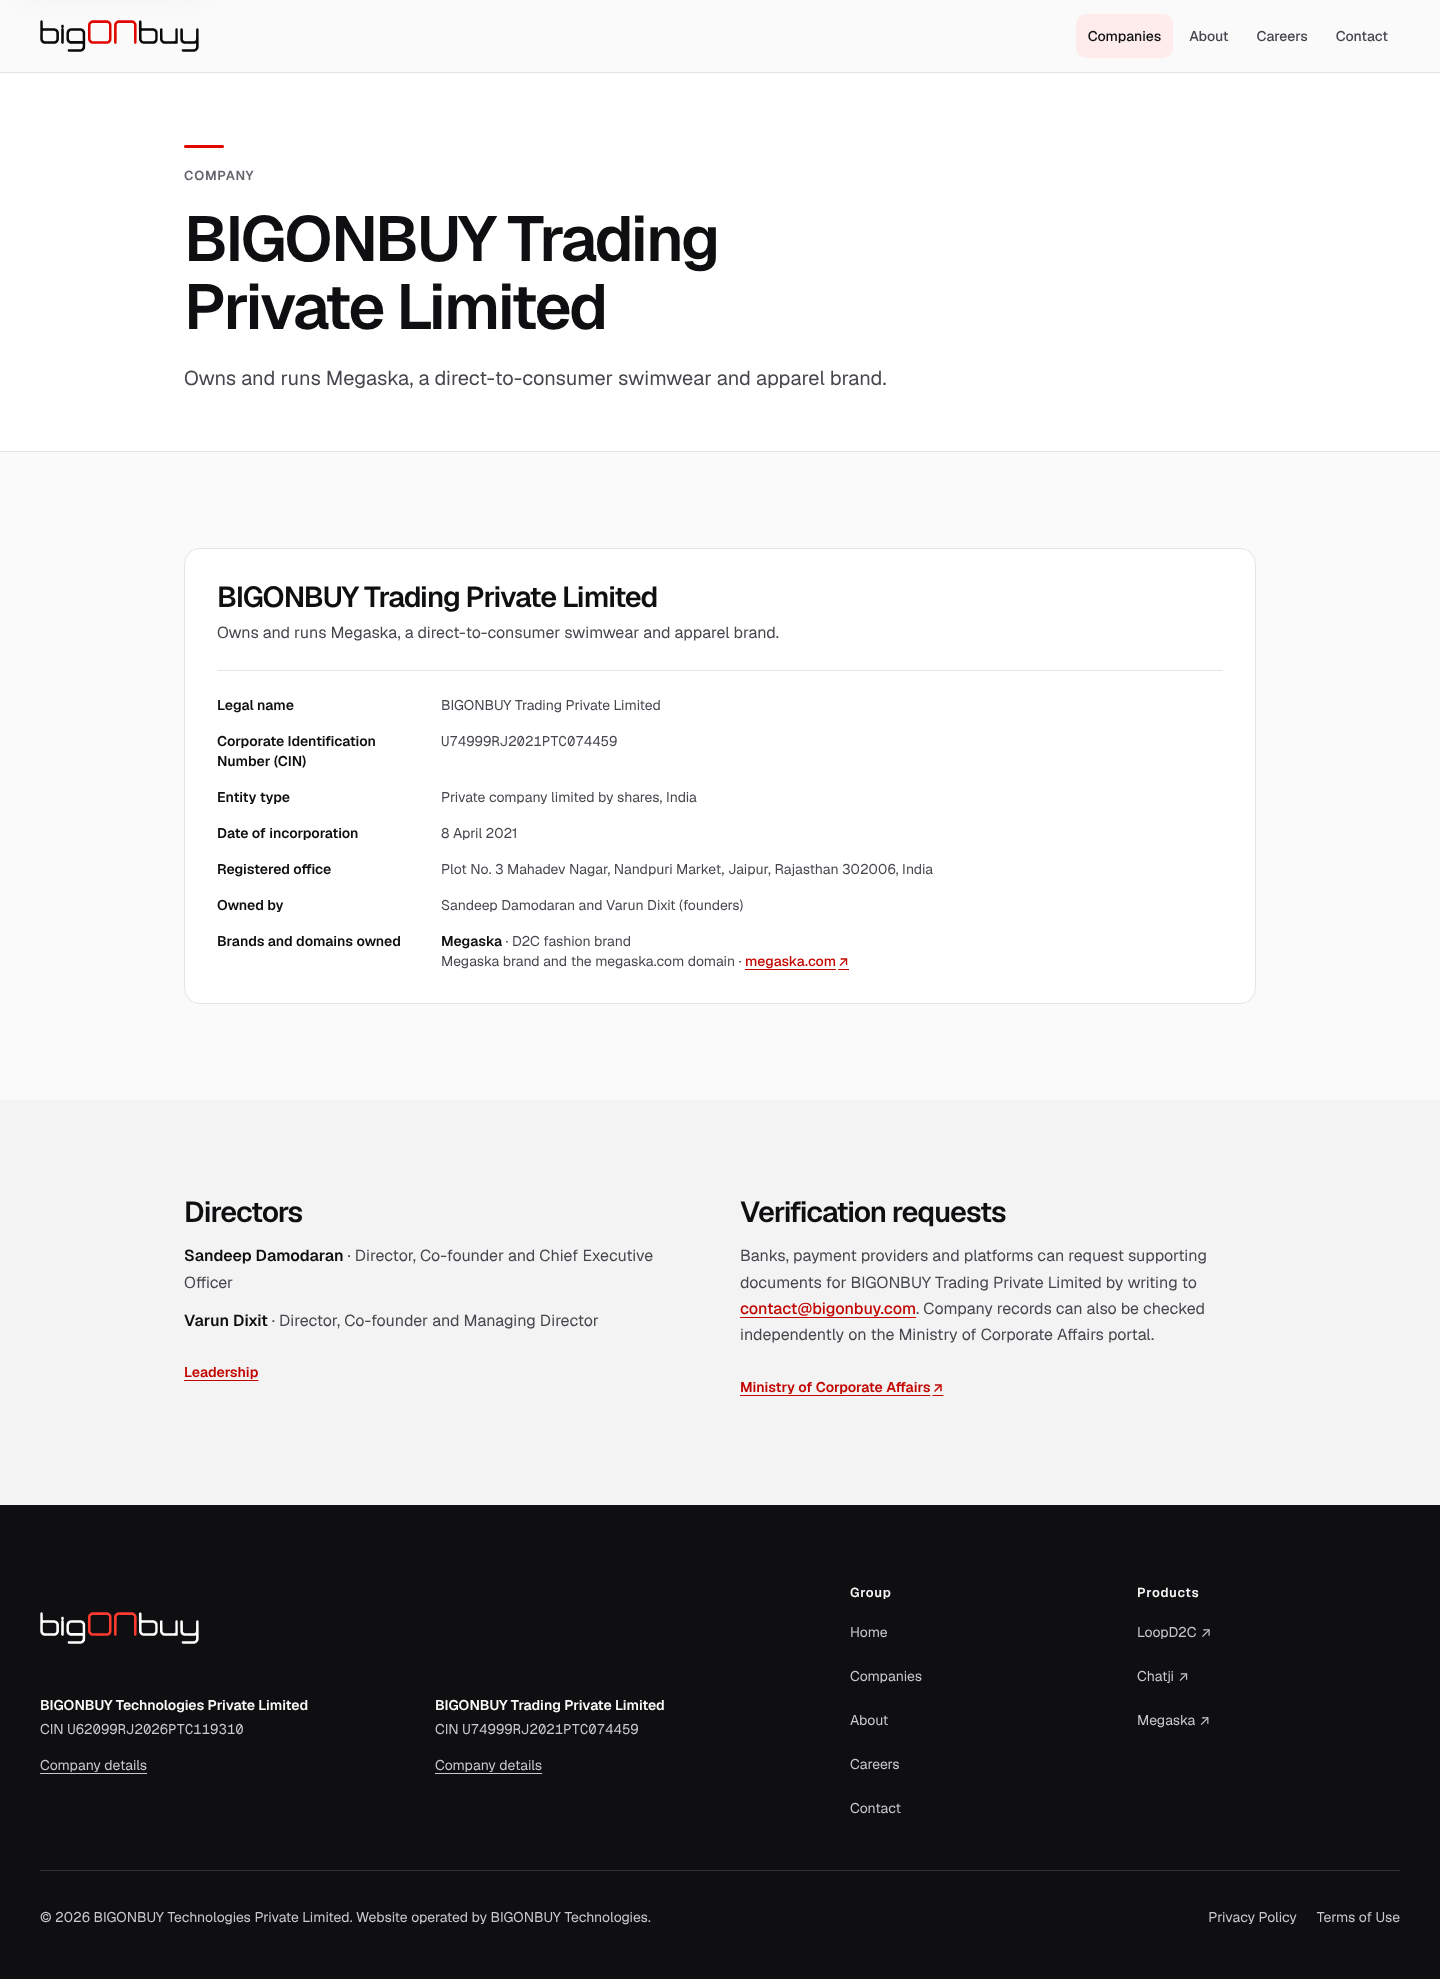 bigONbuy
Companies
About
Careers
Contact
COMPANY
BIGONBUY Trading
Private Limited
Owns and runs Megaska, a direct-to-consumer swimwear and apparel brand.
BIGONBUY Trading Private Limited
Owns and runs Megaska, a direct-to-consumer swimwear and apparel brand.
Legal name
BIGONBUY Trading Private Limited
Corporate Identification
Number (CIN)
U74999RJ2021PTC074459
Entity type
Private company limited by shares, India
Date of incorporation
8 April 2021
Registered office
Plot No. 3 Mahadev Nagar, Nandpuri Market, Jaipur, Rajasthan 302006, India
Owned by
Sandeep Damodaran and Varun Dixit (founders)
Brands and domains owned
Megaska · D2C fashion brand
Megaska brand and the megaska.com domain · megaska.com ↗
Directors
Sandeep Damodaran · Director, Co-founder and Chief Executive
Officer
Varun Dixit · Director, Co-founder and Managing Director
Leadership
Verification requests
Banks, payment providers and platforms can request supporting
documents for BIGONBUY Trading Private Limited by writing to
contact@bigonbuy.com. Company records can also be checked
independently on the Ministry of Corporate Affairs portal.
Ministry of Corporate Affairs ↗
bigONbuy
BIGONBUY Technologies Private Limited
CIN U62099RJ2026PTC119310
Company details
BIGONBUY Trading Private Limited
CIN U74999RJ2021PTC074459
Company details
Group
Home
Companies
About
Careers
Contact
Products
LoopD2C ↗
Chatji ↗
Megaska ↗
© 2026 BIGONBUY Technologies Private Limited. Website operated by BIGONBUY Technologies.
Privacy Policy
Terms of Use